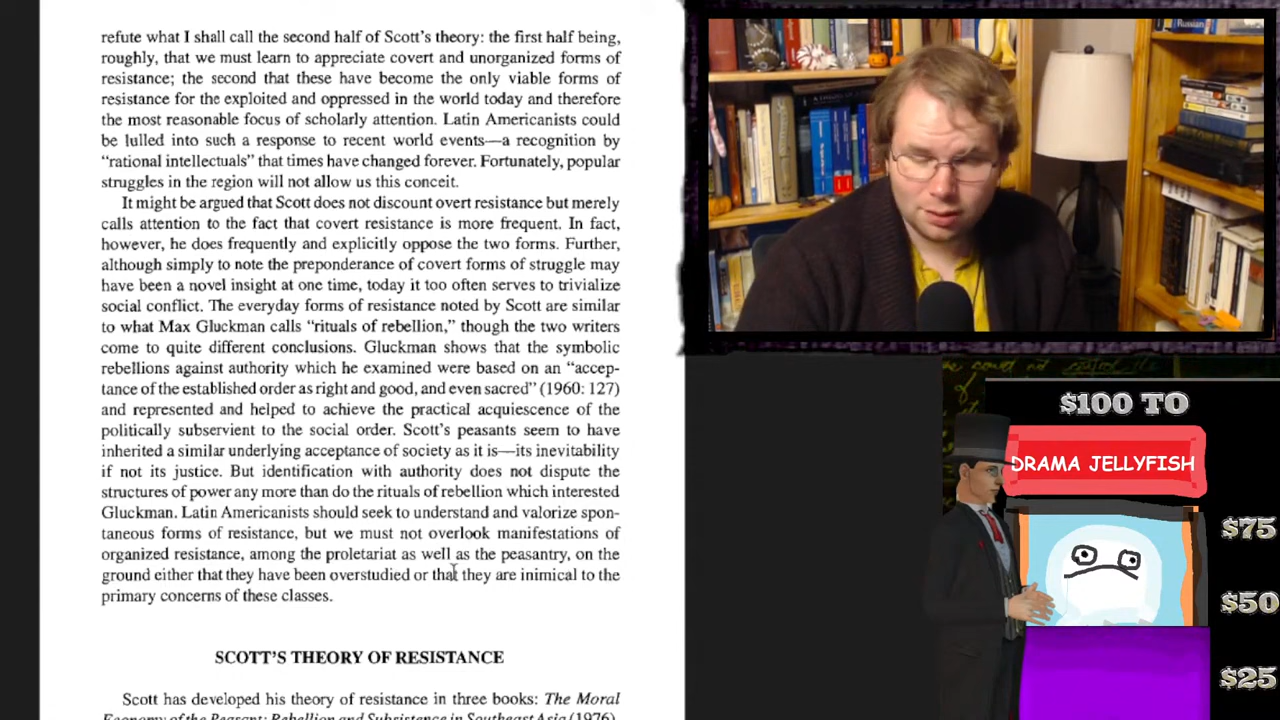 refute what I shall call the second half of Scott's theory: the first half being,
roughly, that we must learn to appreciate covert and unorganized forms of
resistance; the second that these have become the only viable forms of
resistance for the exploited and oppressed in the world today and therefore
the most reasonable focus of scholarly attention. Latin Americanists could
be lulled into such a response to recent world events—a recognition by
“rational intellectuals” that times have changed forever. Fortunately, popular
struggles in the region will not allow us this conceit.
It might be argued that Scott does not discount overt resistance but merely
calls attention to the fact that covert resistance is more frequent. In fact,
however, he does frequently and explicitly oppose the two forms. Further,
although simply to note the preponderance of covert forms of struggle may
have been a novel insight at one time, today it too often serves to trivialize
social conflict. The everyday forms of resistance noted by Scott are similar
to what Max Gluckman calls “rituals of rebellion,” though the two writers
come to quite different conclusions. Gluckman shows that the symbolic
rebellions against authority which he examined were based on an “accep-
tance of the established order as right and good, and even sacred” (1960: 127)
and represented and helped to achieve the practical acquiescence of the
politically subservient to the social order. Scott's peasants seem to have
inherited a similar underlying acceptance of society as it is—its inevitability
if not its justice. But identification with authority does not dispute the
structures of power any more than do the rituals of rebellion which interested
Gluckman. Latin Americanists should seek to understand and valorize spon-
taneous forms of resistance, but we must not overlook manifestations of
organized resistance, among the proletariat as well as the peasantry, on the
ground either that they have been overstudied or that they are inimical to the
primary concerns of these classes.
SCOTT'S THEORY OF RESISTANCE
Scott has developed his theory of resistance in three books: The Moral
Economy of the Peasant: Rebellion and Subsistence in Southeast Asia (1976),
Russian
$100 TO
DRAMA JELLYFISH
$75
$50
$25